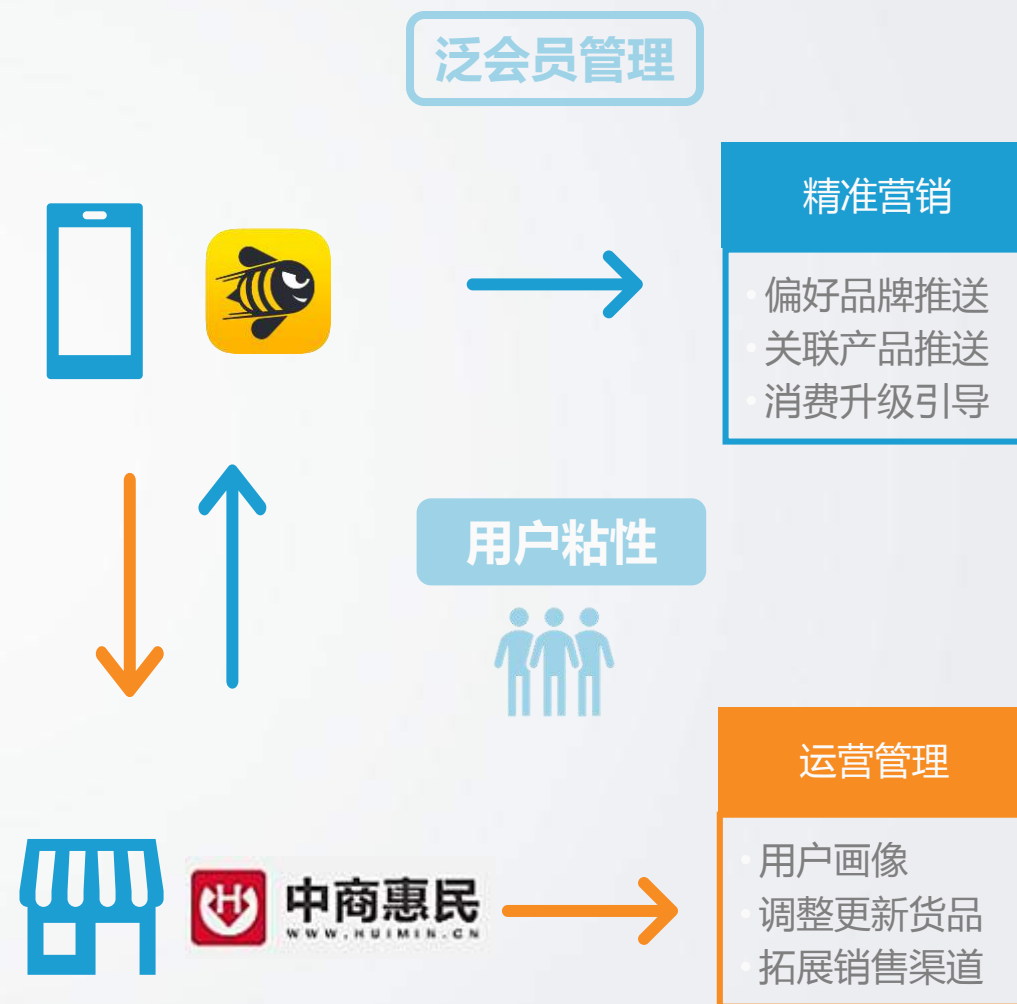 泛会员管理
精准营销
偏好品牌推送
关联产品推送
消费升级引导
用户粘性
运营管理
用户画像
调整更新货品
拓展销售渠道
H
中商惠民
WWW.HUIMIN.CN